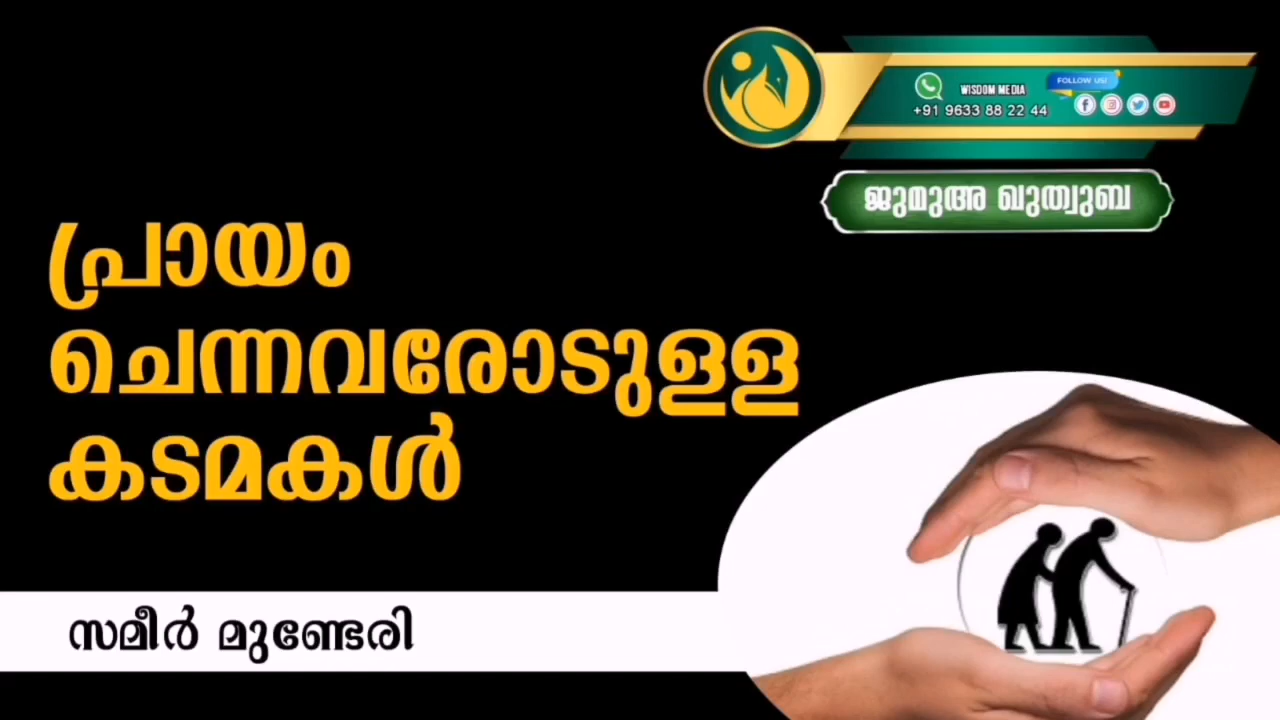 FOLLOW US!
WISDOM MEDIA
+91 9633 88 22 44
ജുമുഅ ഖുത്വുബ
പ്രായം
ചെന്നവരോടുള്ള
കടമകൾ
സമീർ മുണ്ടേരി